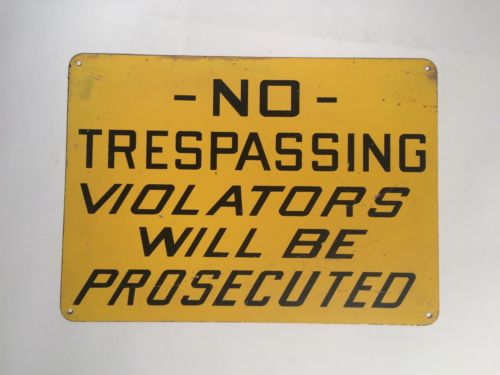 - NO -
TRESPASSING
VIOLATORS
WILL BE
PROSECUTED